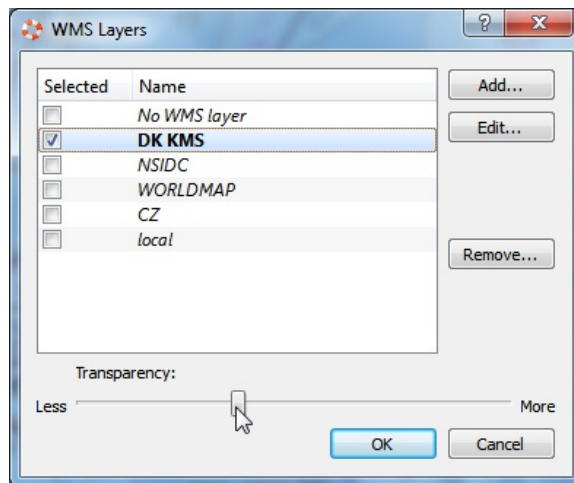 WMS Layers
Selected Name
No WMS layer
DK KMS
NSIDC
WORLDMAP
CZ
local
Add...
Edit...
Remove...
Transparency:
Less More
OK Cancel